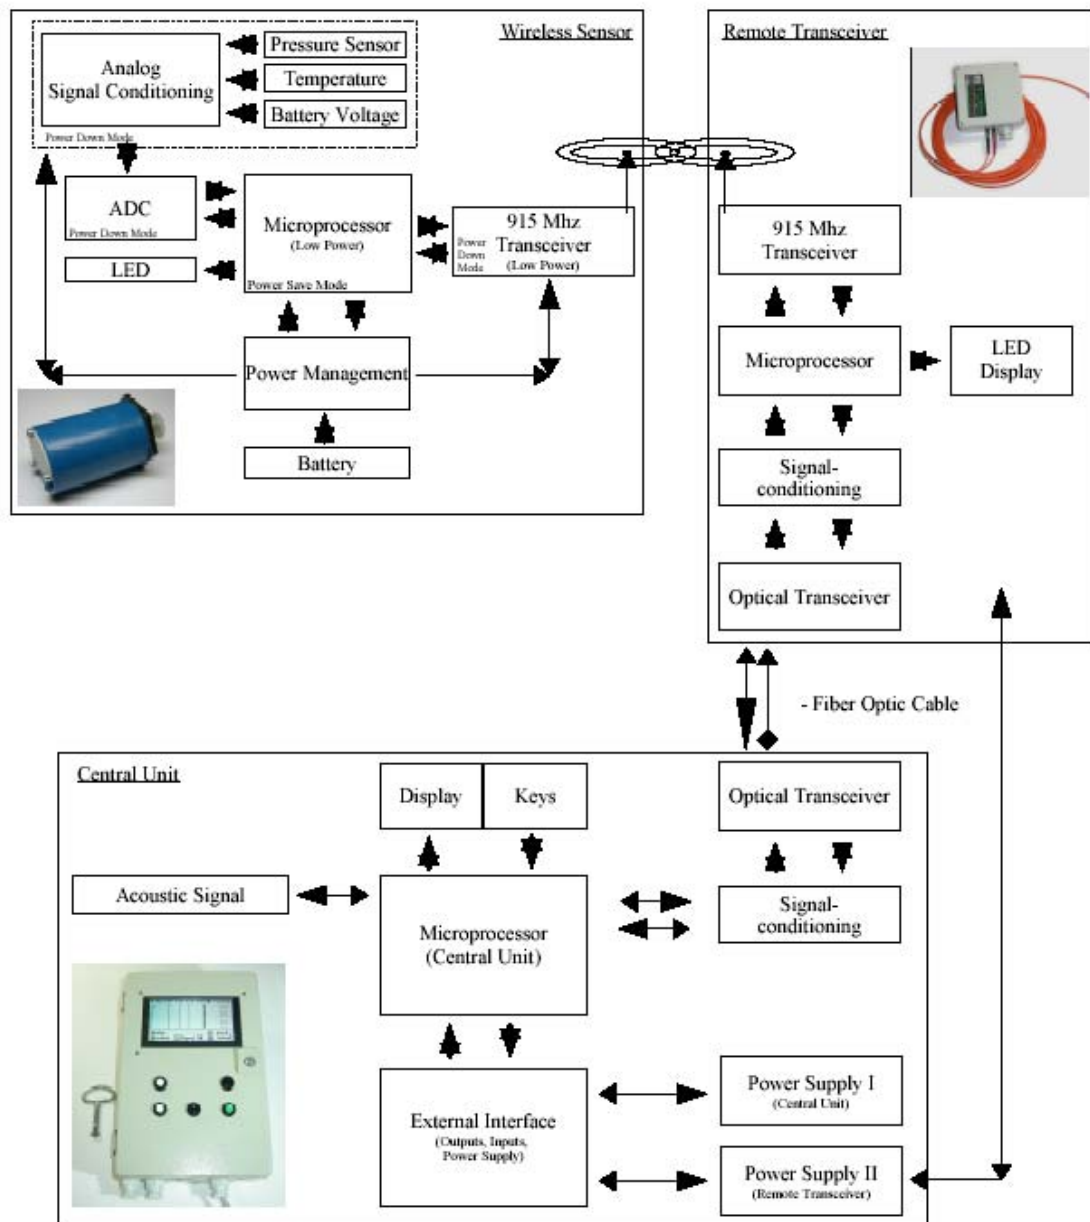 Wireless Sensor
Pressure Sensor
Analog
Signal Conditioning
Temperature
Battery Voltage
Power Down Mode
ADC
Power Down Mode
Microprocessor
(Low Power)
Power Save Mode
915 Mhz
Transceiver
(Low Power)
Power
Down
Mode
LED
Power Management
Battery
Remote Transceiver
915 Mhz
Transceiver
Microprocessor
LED
Display
Signal-
conditioning
Optical Transceiver
- Fiber Optic Cable
Central Unit
Display
Keys
Optical Transceiver
Acoustic Signal
Microprocessor
(Central Unit)
Signal-
conditioning
External Interface
(Outputs, Inputs,
Power Supply)
Power Supply I
(Central Unit)
Power Supply II
(Remote Transceiver)